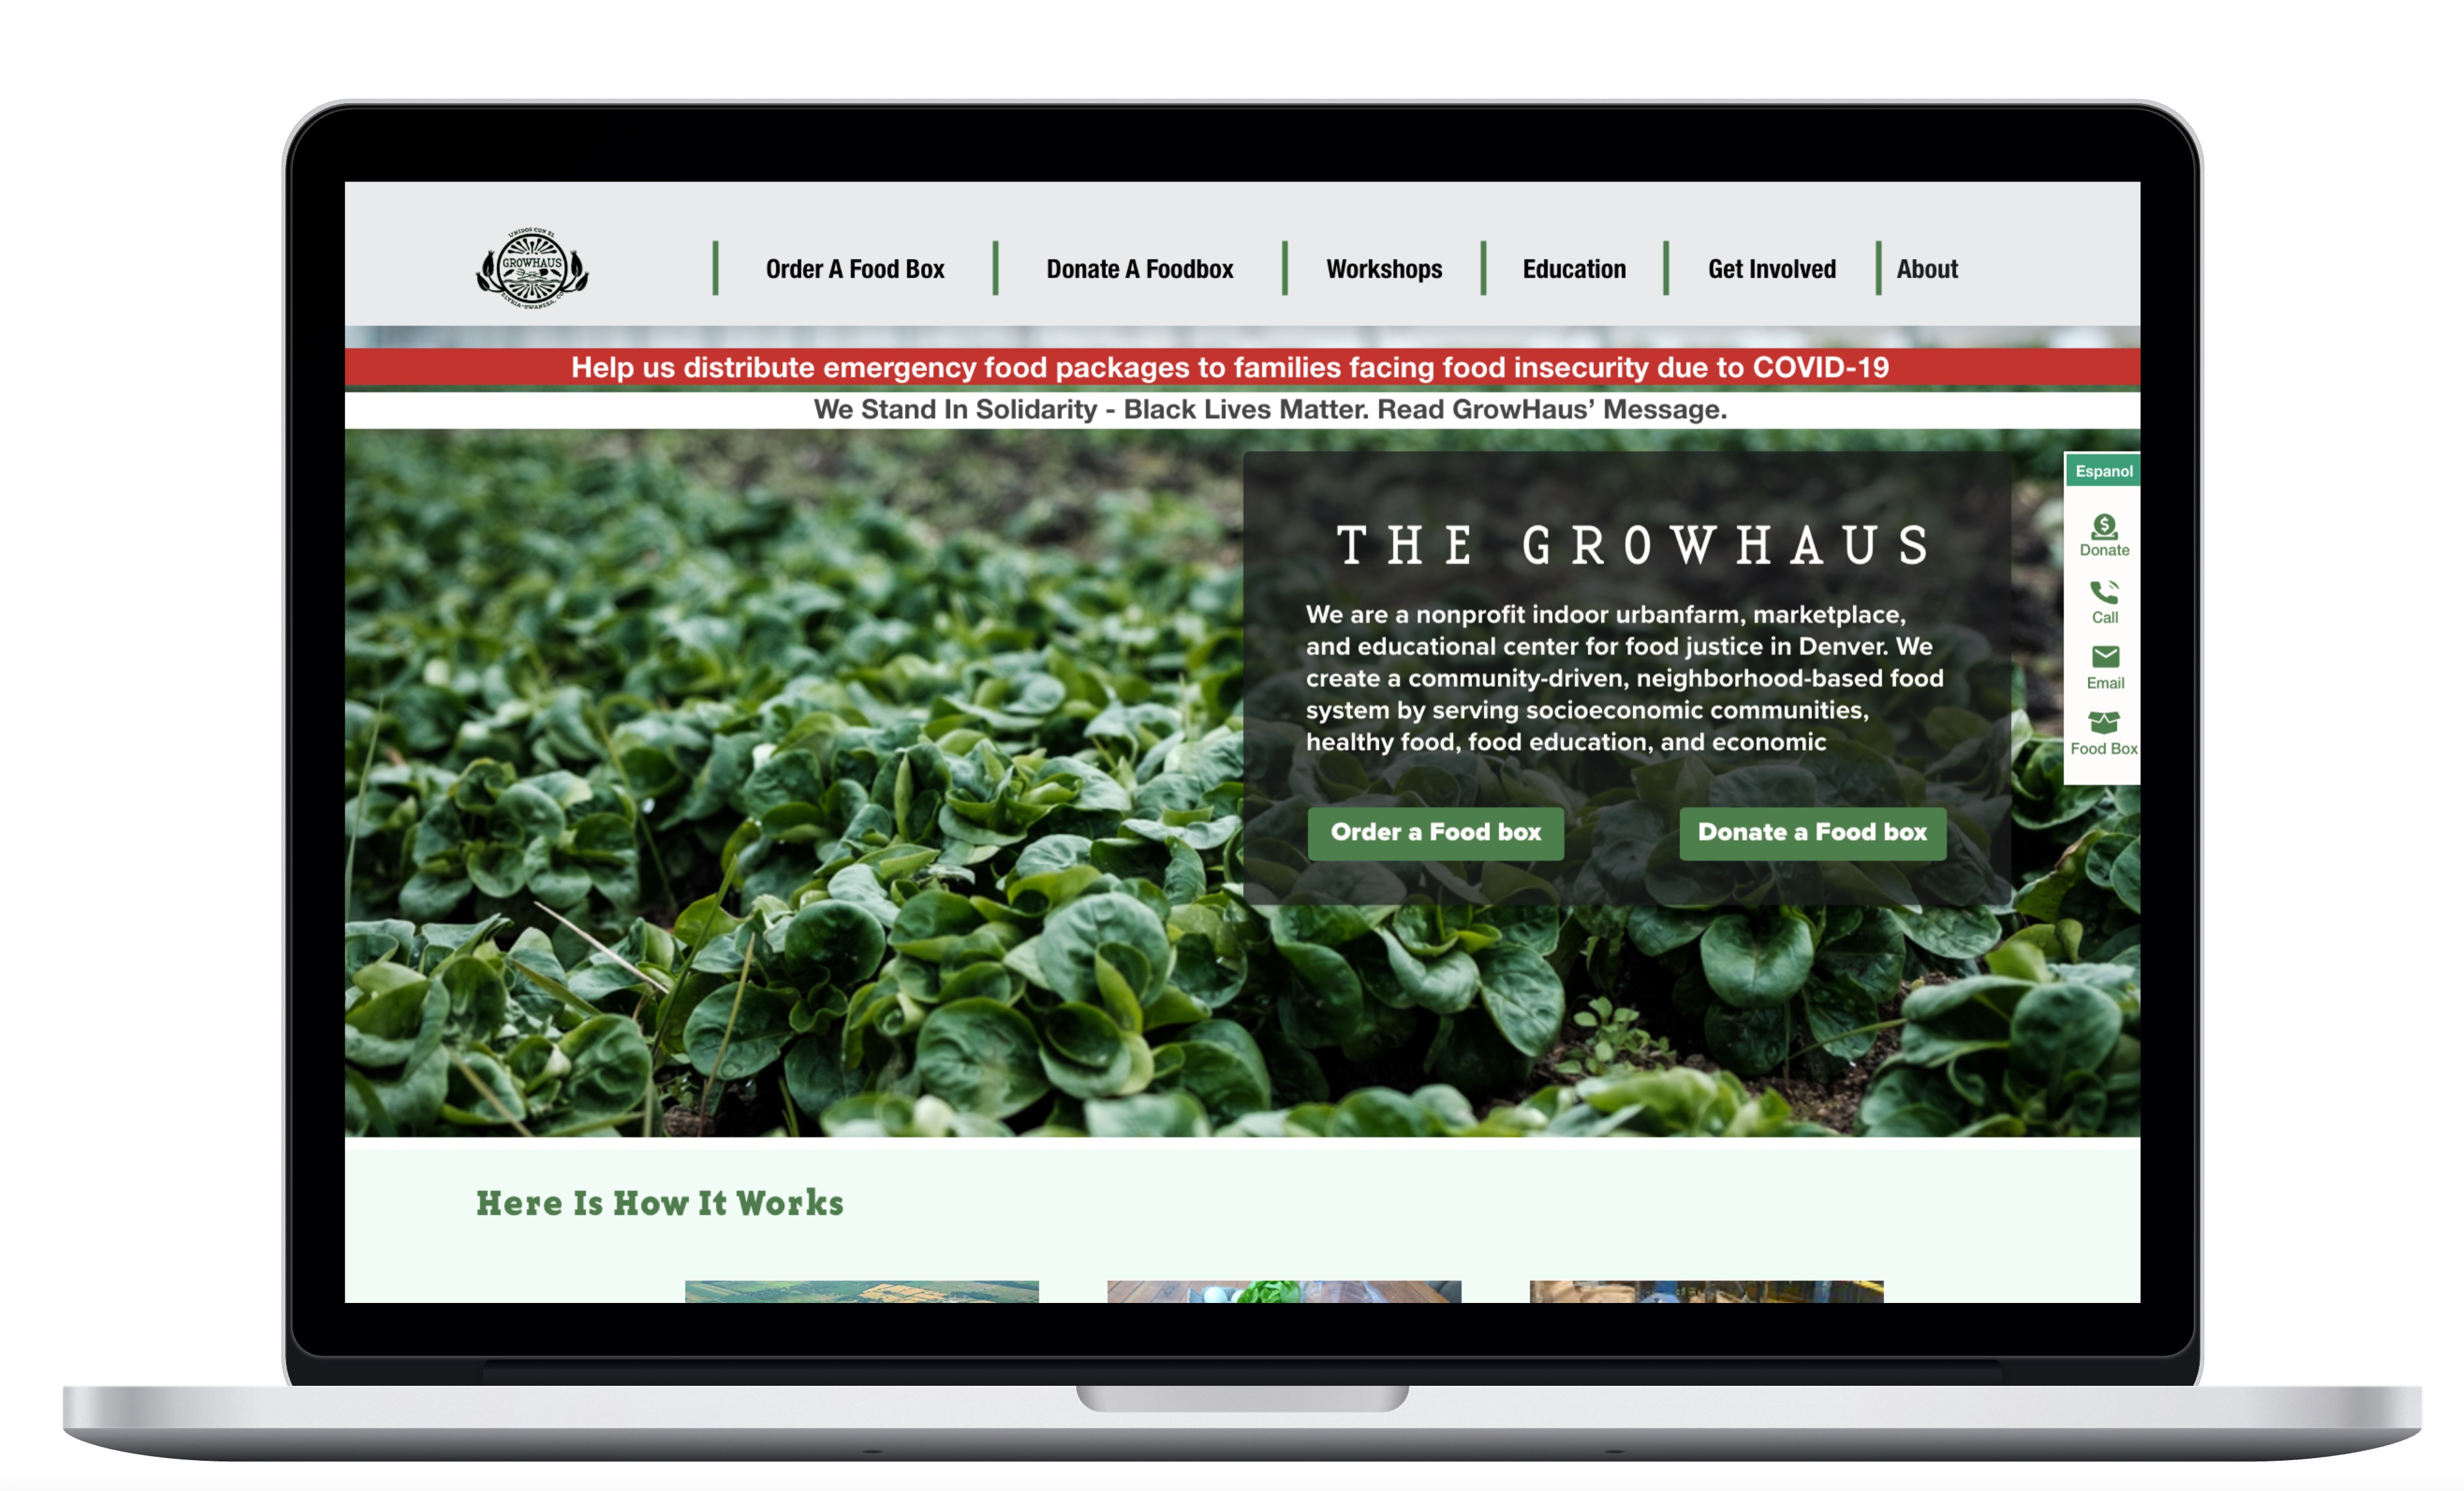 UNIDOS CON EL
GROWHAUS
ELYRIA-SWANSEA, CO
Order A Food Box
Donate A Foodbox
Workshops
Education
Get Involved
About
Help us distribute emergency food packages to families facing food insecurity due to COVID-19
We Stand In Solidarity - Black Lives Matter. Read GrowHaus’ Message.
THE GROWHAUS
We are a nonprofit indoor urbanfarm, marketplace,
and educational center for food justice in Denver. We
create a community-driven, neighborhood-based food
system by serving socioeconomic communities,
healthy food, food education, and economic
Order a Food box
Donate a Food box
Espanol
Donate
Call
Email
Food Box
Here Is How It Works